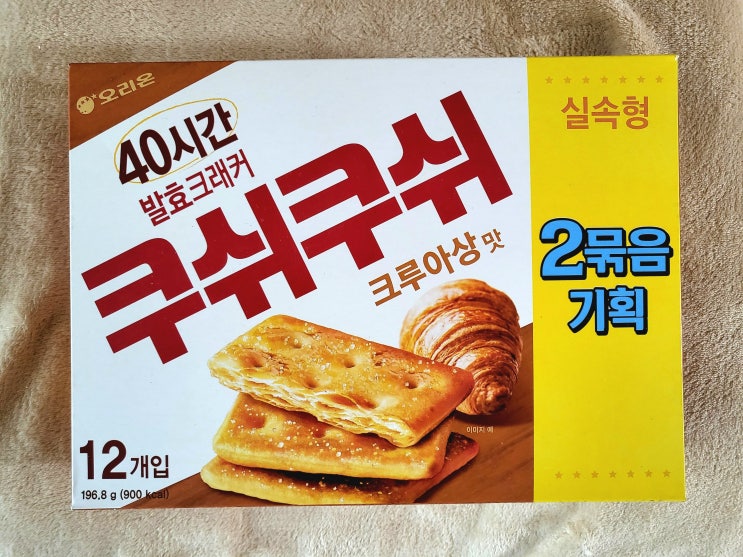 오리온
40시간
발효크래커
쿠쉬쿠쉬
크루아상 맛
이미지 예
12개입
196.8 g (900 kcal)
실속형
2묶음
기획